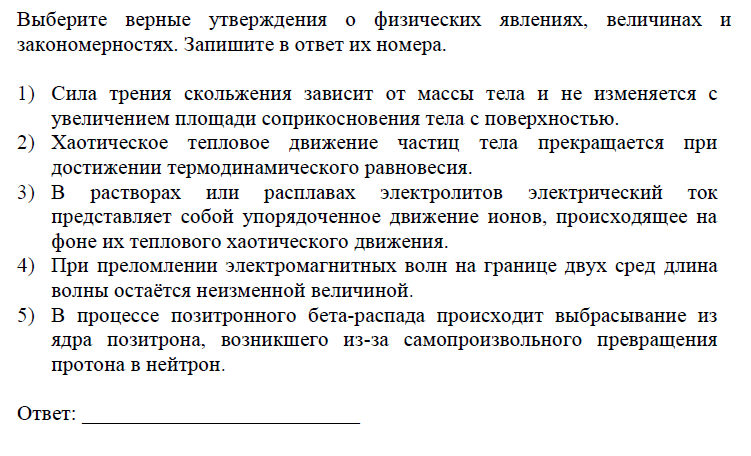 Выберите верные утверждения о физических явлениях, величинах и
закономерностях. Запишите в ответ их номера.
1) Сила трения скольжения зависит от массы тела и не изменяется с
увеличением площади соприкосновения тела с поверхностью.
2) Хаотическое тепловое движение частиц тела прекращается при
достижении термодинамического равновесия.
3) В растворах или расплавах электролитов электрический ток
представляет собой упорядоченное движение ионов, происходящее на
фоне их теплового хаотического движения.
4) При преломлении электромагнитных волн на границе двух сред длина
волны остаётся неизменной величиной.
5) В процессе позитронного бета-распада происходит выбрасывание из
ядра позитрона, возникшего из-за самопроизвольного превращения
протона в нейтрон.
Ответ: ___________________________